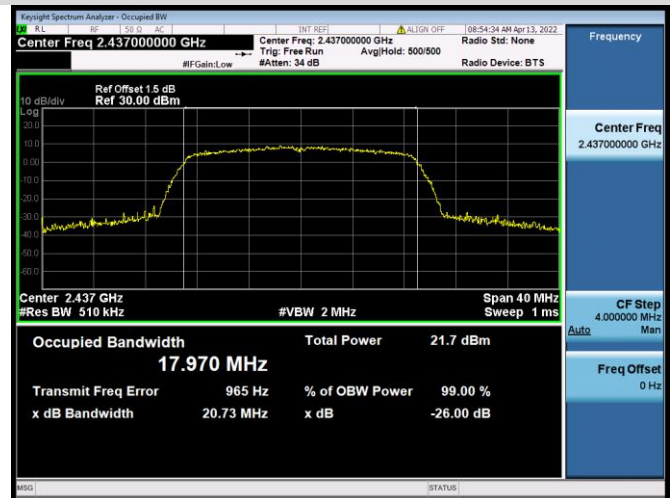 Keysight Spectrum Analyzer - Occupied BW
RL RF 50 Ω AC INT REF ALIGN OFF 08:54:34 AM Apr 13, 2022
Center Freq 2.437000000 GHz
Center Freq: 2.437000000 GHz Radio Std: None
Trig: Free Run Avg|Hold: 500/500
#IFGain:Low #Atten: 34 dB Radio Device: BTS
Ref Offset 1.5 dB
10 dB/div Ref 30.00 dBm
Log
20.0
10.0
0.00
-10.0
-20.0
-30.0
-40.0
-50.0
-60.0
Center 2.437 GHz Span 40 MHz
#Res BW 510 kHz #VBW 2 MHz Sweep 1 ms
Occupied Bandwidth Total Power 21.7 dBm
17.970 MHz
Transmit Freq Error 965 Hz % of OBW Power 99.00 %
x dB Bandwidth 20.73 MHz x dB -26.00 dB
MSG STATUS
Frequency
Center Freq
2.437000000 GHz
CF Step
4.000000 MHz
Auto Man
Freq Offset
0 Hz